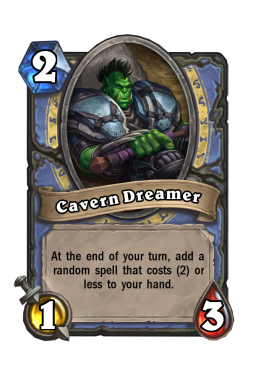 2
Cavern Dreamer
At the end of your turn, add a
random spell that costs (2) or
less to your hand.
1
3